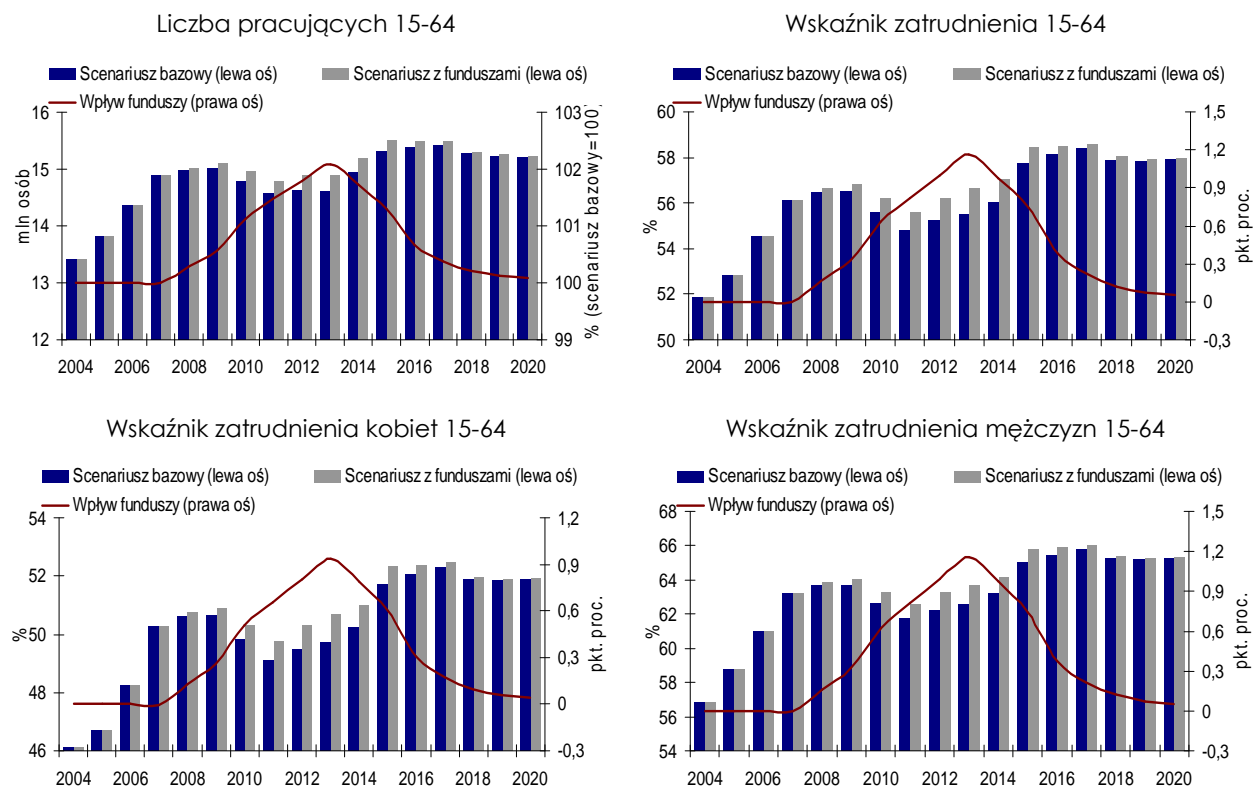 Liczba pracujących 15-64
Scenariusz bazowy (lewa oś) Scenariusz z funduszami (lewa oś)
Wpływ funduszy (prawa oś)
16
15
14
13
12
mln osób
103
102
101
100
99
% (scenariusz bazowy=100)
2004 2006 2008 2010 2012 2014 2016 2018 2020
Wskaźnik zatrudnienia 15-64
Scenariusz bazowy (lewa oś) Scenariusz z funduszami (lewa oś)
Wpływ funduszy (prawa oś)
60
58
56
54
52
50
%
1,5
1,2
0,9
0,6
0,3
0
-0,3
pkt. proc.
2004 2006 2008 2010 2012 2014 2016 2018 2020
Wskaźnik zatrudnienia kobiet 15-64
Scenariusz bazowy (lewa oś) Scenariusz z funduszami (lewa oś)
Wpływ funduszy (prawa oś)
54
52
50
48
46
%
1,2
0,9
0,6
0,3
0
-0,3
pkt. proc.
2004 2006 2008 2010 2012 2014 2016 2018 2020
Wskaźnik zatrudnienia mężczyzn 15-64
Scenariusz bazowy (lewa oś) Scenariusz z funduszami (lewa oś)
Wpływ funduszy (prawa oś)
68
66
64
62
60
58
56
54
%
1,5
1,2
0,9
0,6
0,3
0
-0,3
pkt. proc.
2004 2006 2008 2010 2012 2014 2016 2018 2020